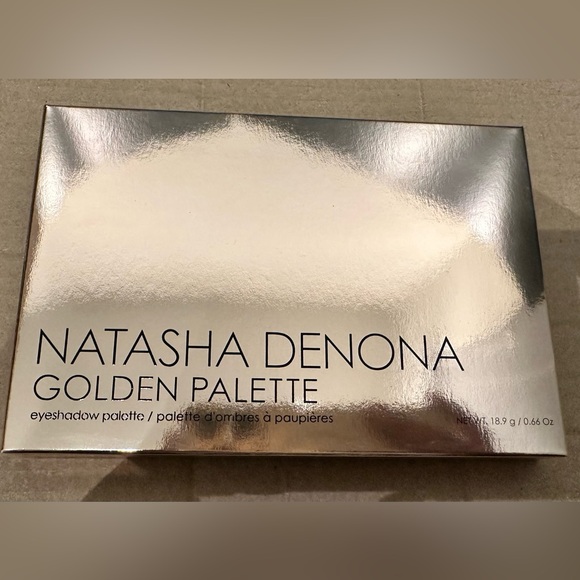 NATASHA DENONA
GOLDEN PALETTE
eyeshadow palette / palette d'ombres à paupières
NET WT. 18.9 g / 0.66 Oz